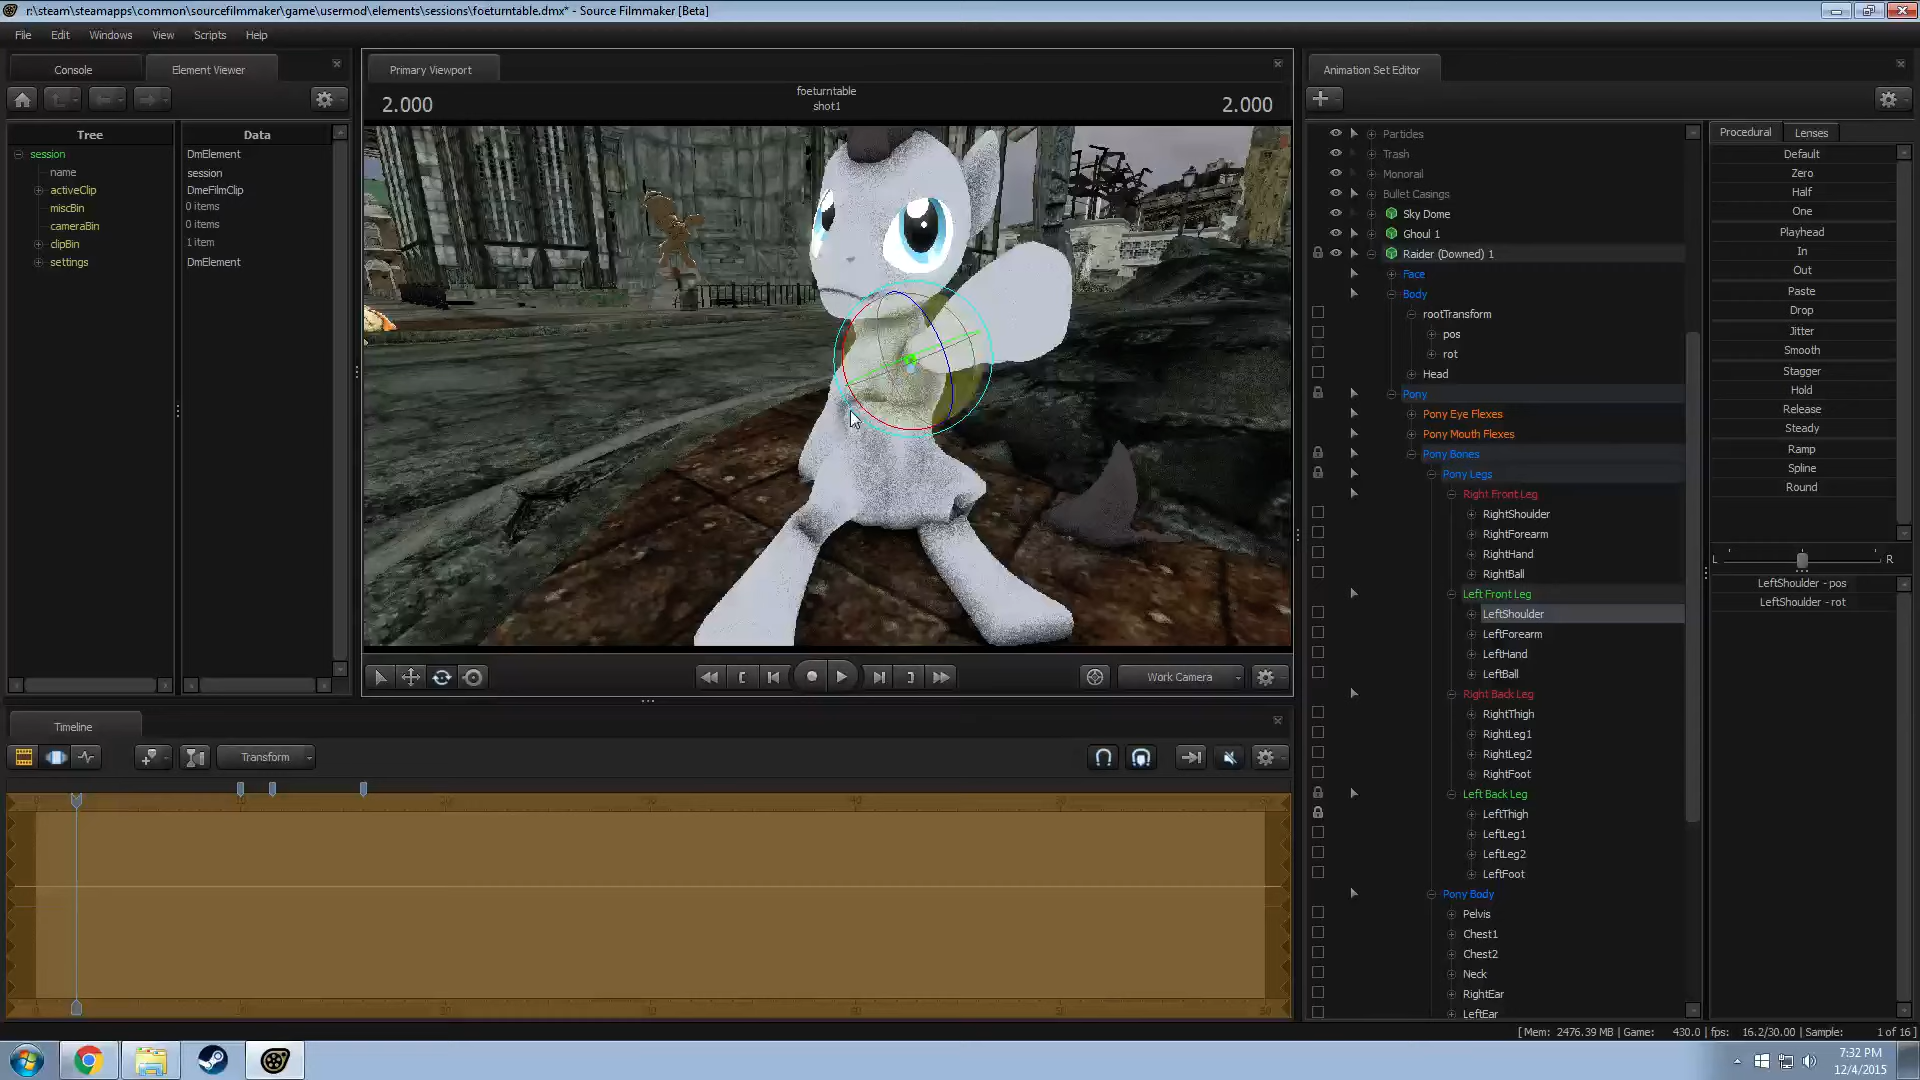 r:\steam\steamapps\common\sourcefilmmaker\game\usermod\elements\sessions\foeturntable.dmx* - Source Filmmaker [Beta]
File Edit Windows View Scripts Help
Console Element Viewer
Tree Data
session DmElement
name session
activeClip DmeFilmClip
miscBin 0 items
cameraBin 0 items
clipBin 1 item
settings DmElement
Primary Viewport
2.000 foeturntable 2.000
shot1
Work Camera
Timeline
Transform
Animation Set Editor
Particles
Trash
Monorail
Bullet Casings
Sky Dome
Ghoul 1
Raider (Downed) 1
Face
Body
rootTransform
pos
rot
Head
Pony
Pony Eye Flexes
Pony Mouth Flexes
Pony Bones
Pony Legs
Right Front Leg
RightShoulder
RightForearm
RightHand
RightBall
Left Front Leg
LeftShoulder
LeftForearm
LeftHand
LeftBall
Right Back Leg
RightThigh
RightLeg1
RightLeg2
RightFoot
Left Back Leg
LeftThigh
LeftLeg1
LeftLeg2
LeftFoot
Pony Body
Pelvis
Chest1
Chest2
Neck
RightEar
LeftEar
Procedural Lenses
Default
Zero
Half
One
Playhead
In
Out
Paste
Drop
Jitter
Smooth
Stagger
Hold
Release
Steady
Ramp
Spline
Round
L R
LeftShoulder - pos
LeftShoulder - rot
[ Mem: 2476.39 MB | Game: 430.0 | fps: 16.2/30.00 | Sample: 1 of 16 ]
7:32 PM
12/4/2015